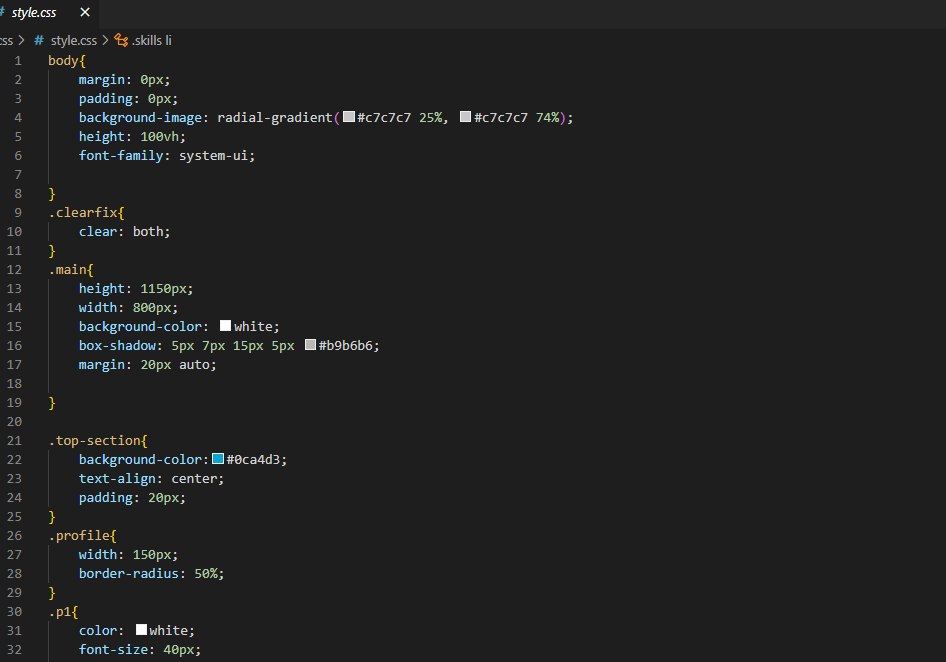 # style.css ×
css > # style.css > .skills li
1 body{
2     margin: 0px;
3     padding: 0px;
4     background-image: radial-gradient(#c7c7c7 25%, #c7c7c7 74%);
5     height: 100vh;
6     font-family: system-ui;
7
8 }
9 .clearfix{
10     clear: both;
11 }
12 .main{
13     height: 1150px;
14     width: 800px;
15     background-color: white;
16     box-shadow: 5px 7px 15px 5px #b9b6b6;
17     margin: 20px auto;
18
19 }
20
21 .top-section{
22     background-color:#0ca4d3;
23     text-align: center;
24     padding: 20px;
25 }
26 .profile{
27     width: 150px;
28     border-radius: 50%;
29 }
30 .p1{
31     color: white;
32     font-size: 40px;